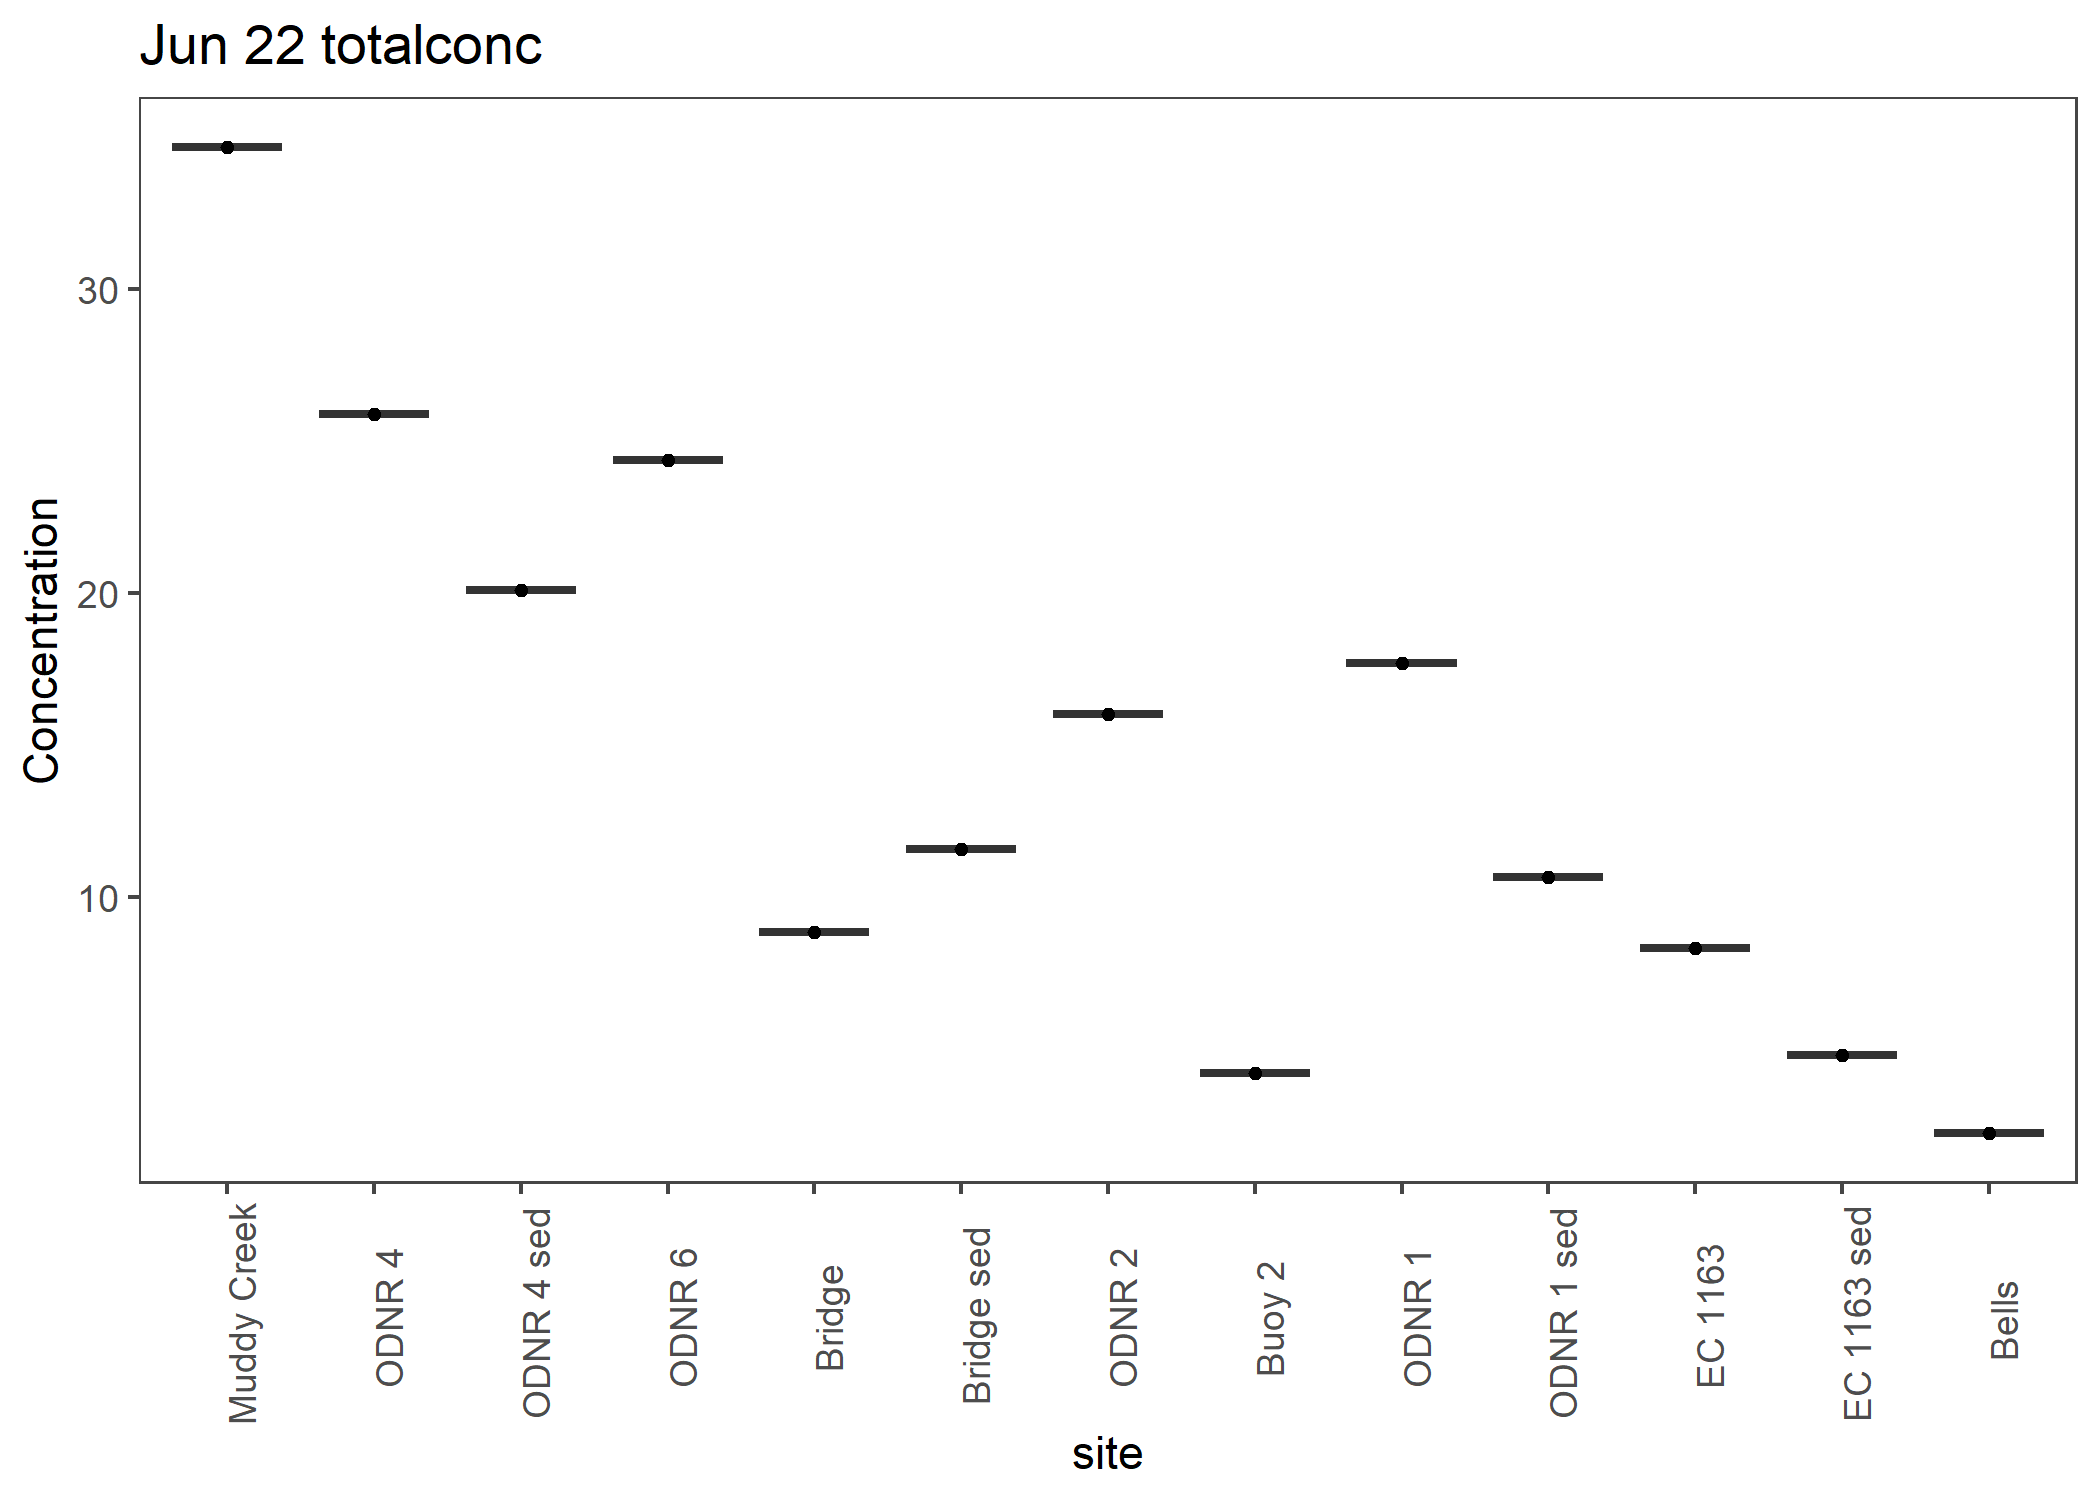 Jun 22 totalconc
Concentration
30
20
10
Muddy Creek
ODNR 4
ODNR 4 sed
ODNR 6
Bridge
Bridge sed
ODNR 2
Buoy 2
ODNR 1
ODNR 1 sed
EC 1163
EC 1163 sed
Bells
site